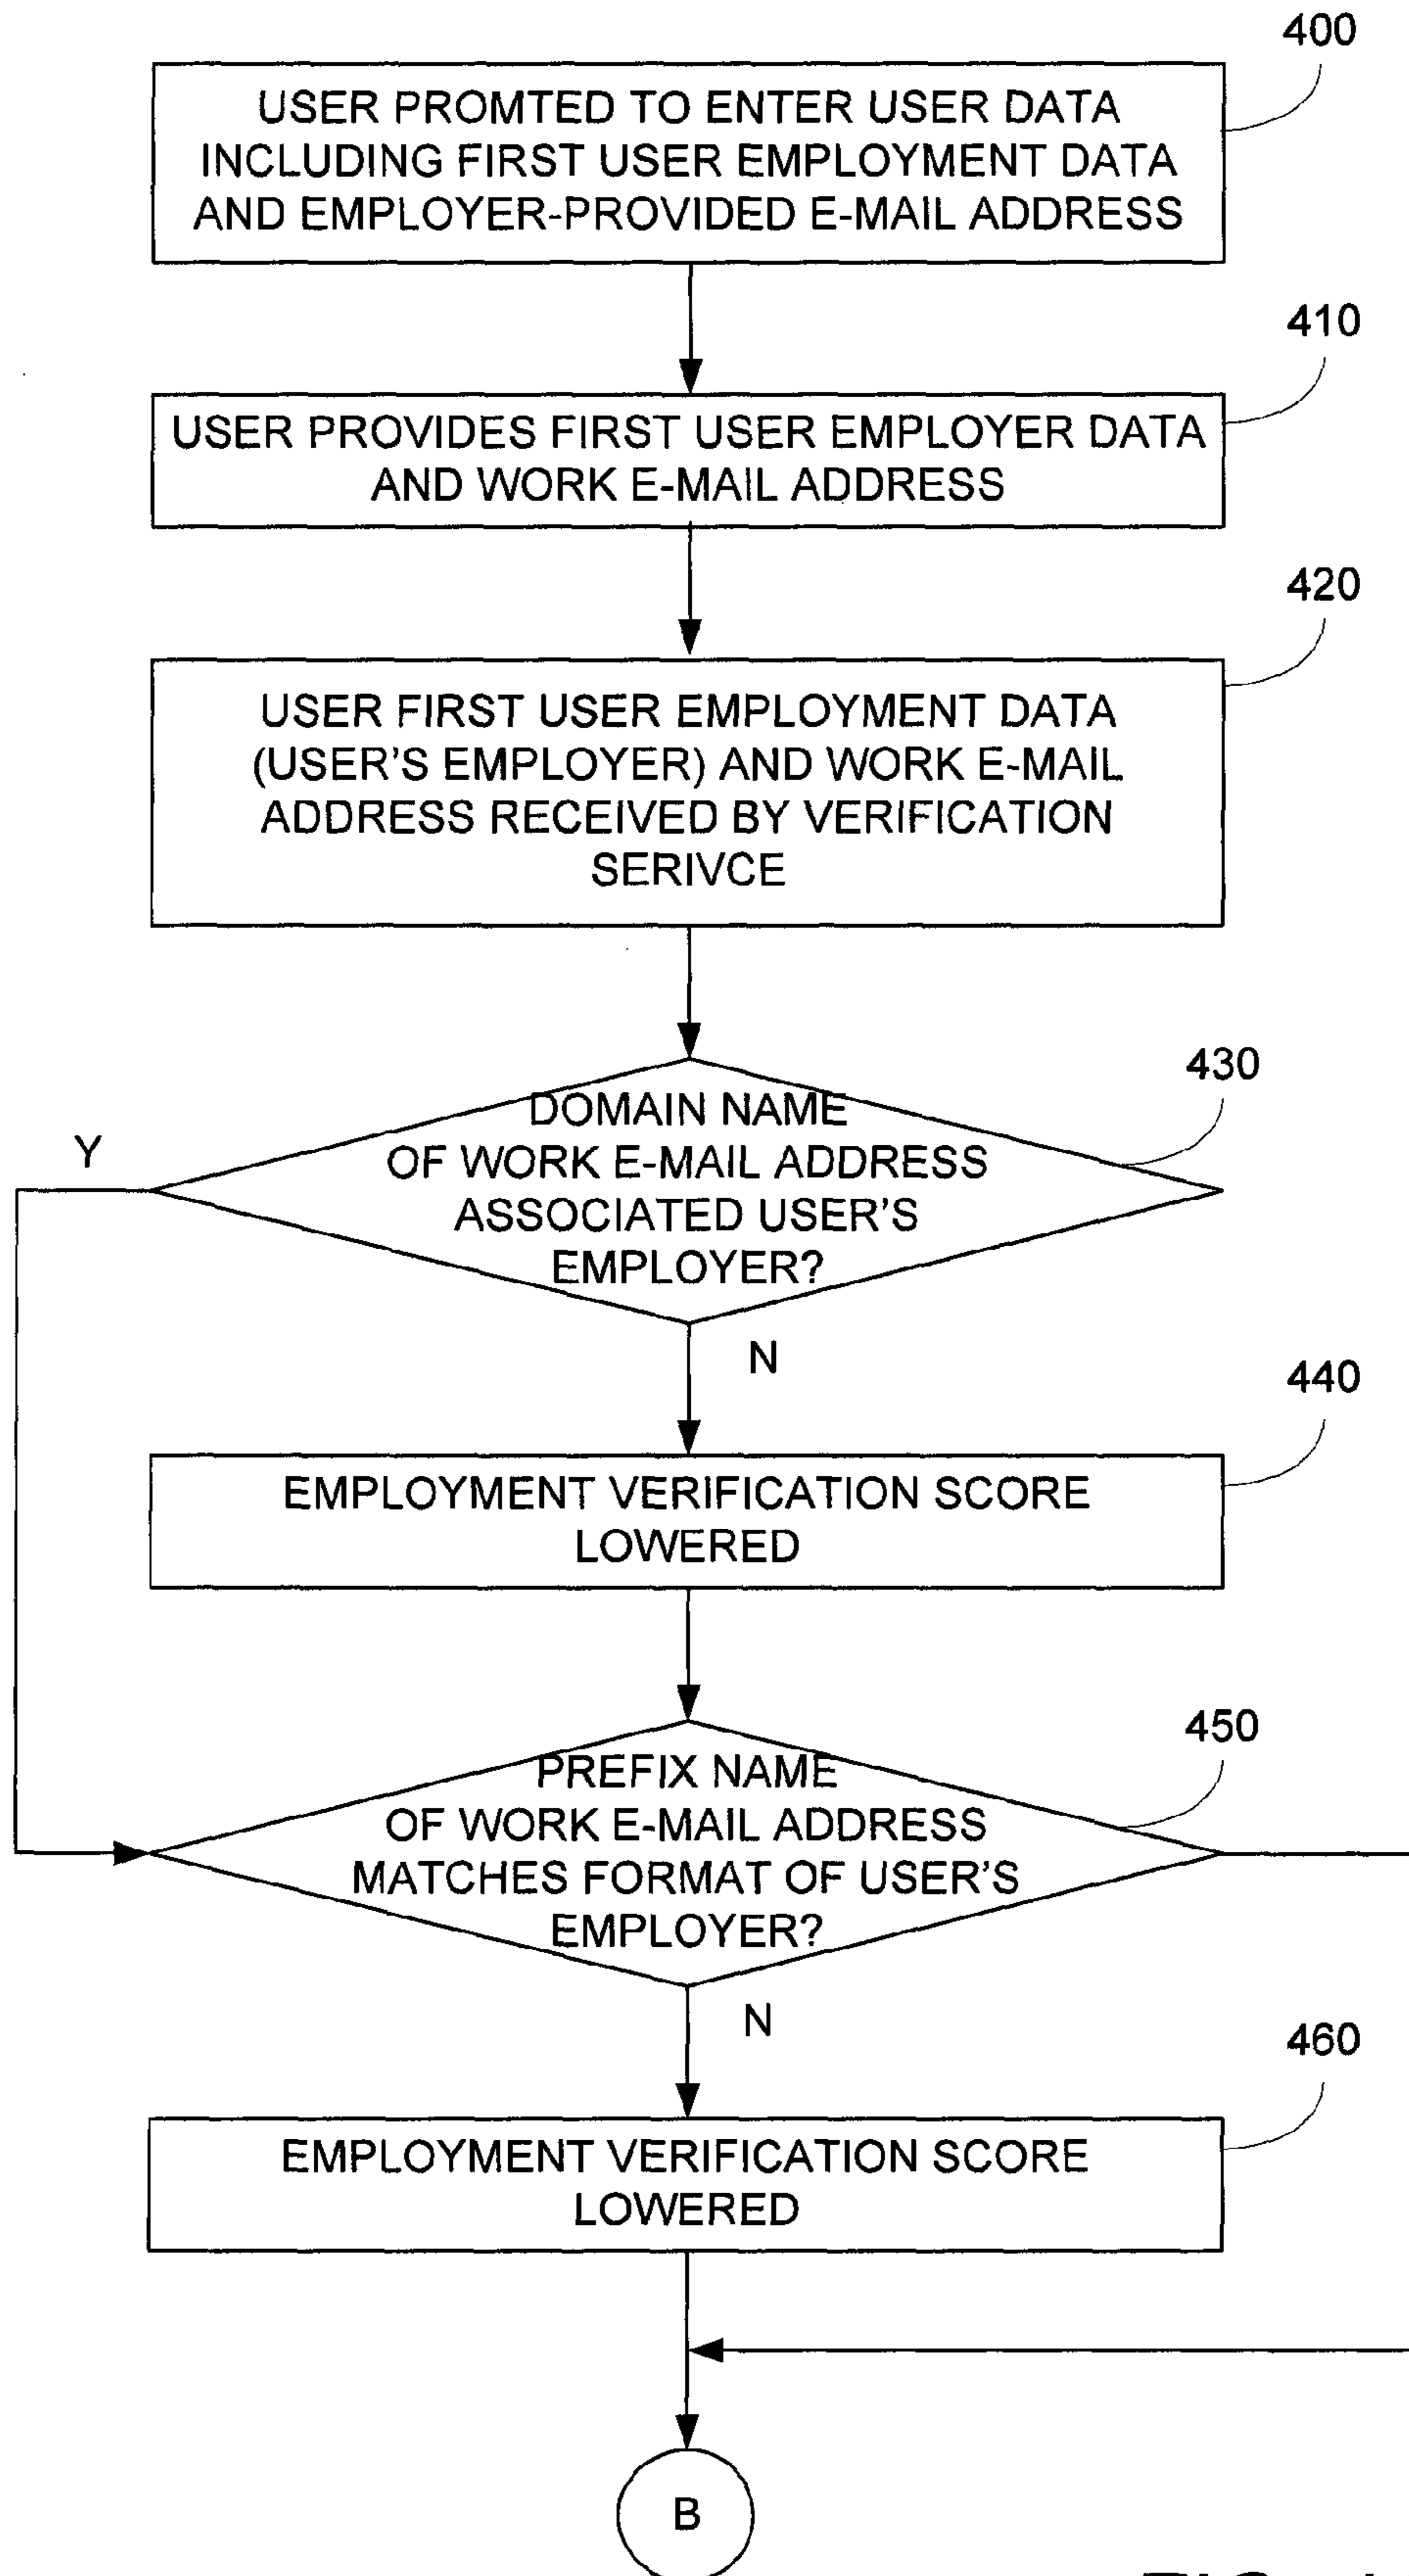 400
USER PROMTED TO ENTER USER DATA
INCLUDING FIRST USER EMPLOYMENT DATA
AND EMPLOYER-PROVIDED E-MAIL ADDRESS
410
USER PROVIDES FIRST USER EMPLOYER DATA
AND WORK E-MAIL ADDRESS
420
USER FIRST USER EMPLOYMENT DATA
(USER'S EMPLOYER) AND WORK E-MAIL
ADDRESS RECEIVED BY VERIFICATION
SERIVCE
430
DOMAIN NAME
OF WORK E-MAIL ADDRESS
ASSOCIATED USER'S
EMPLOYER?
Y
N
440
EMPLOYMENT VERIFICATION SCORE
LOWERED
450
PREFIX NAME
OF WORK E-MAIL ADDRESS
MATCHES FORMAT OF USER'S
EMPLOYER?
N
460
EMPLOYMENT VERIFICATION SCORE
LOWERED
B